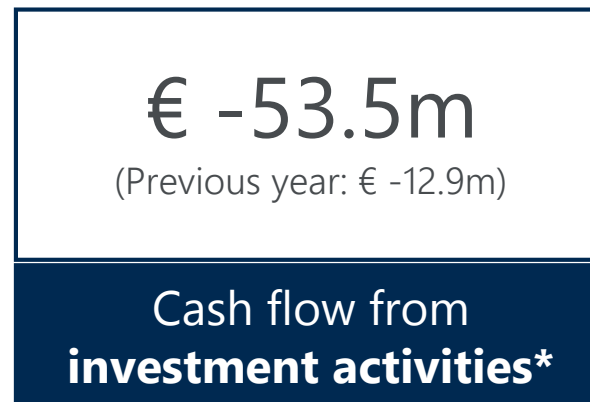 € -53.5m
(Previous year: € -12.9m)
Cash flow from
investment activities*